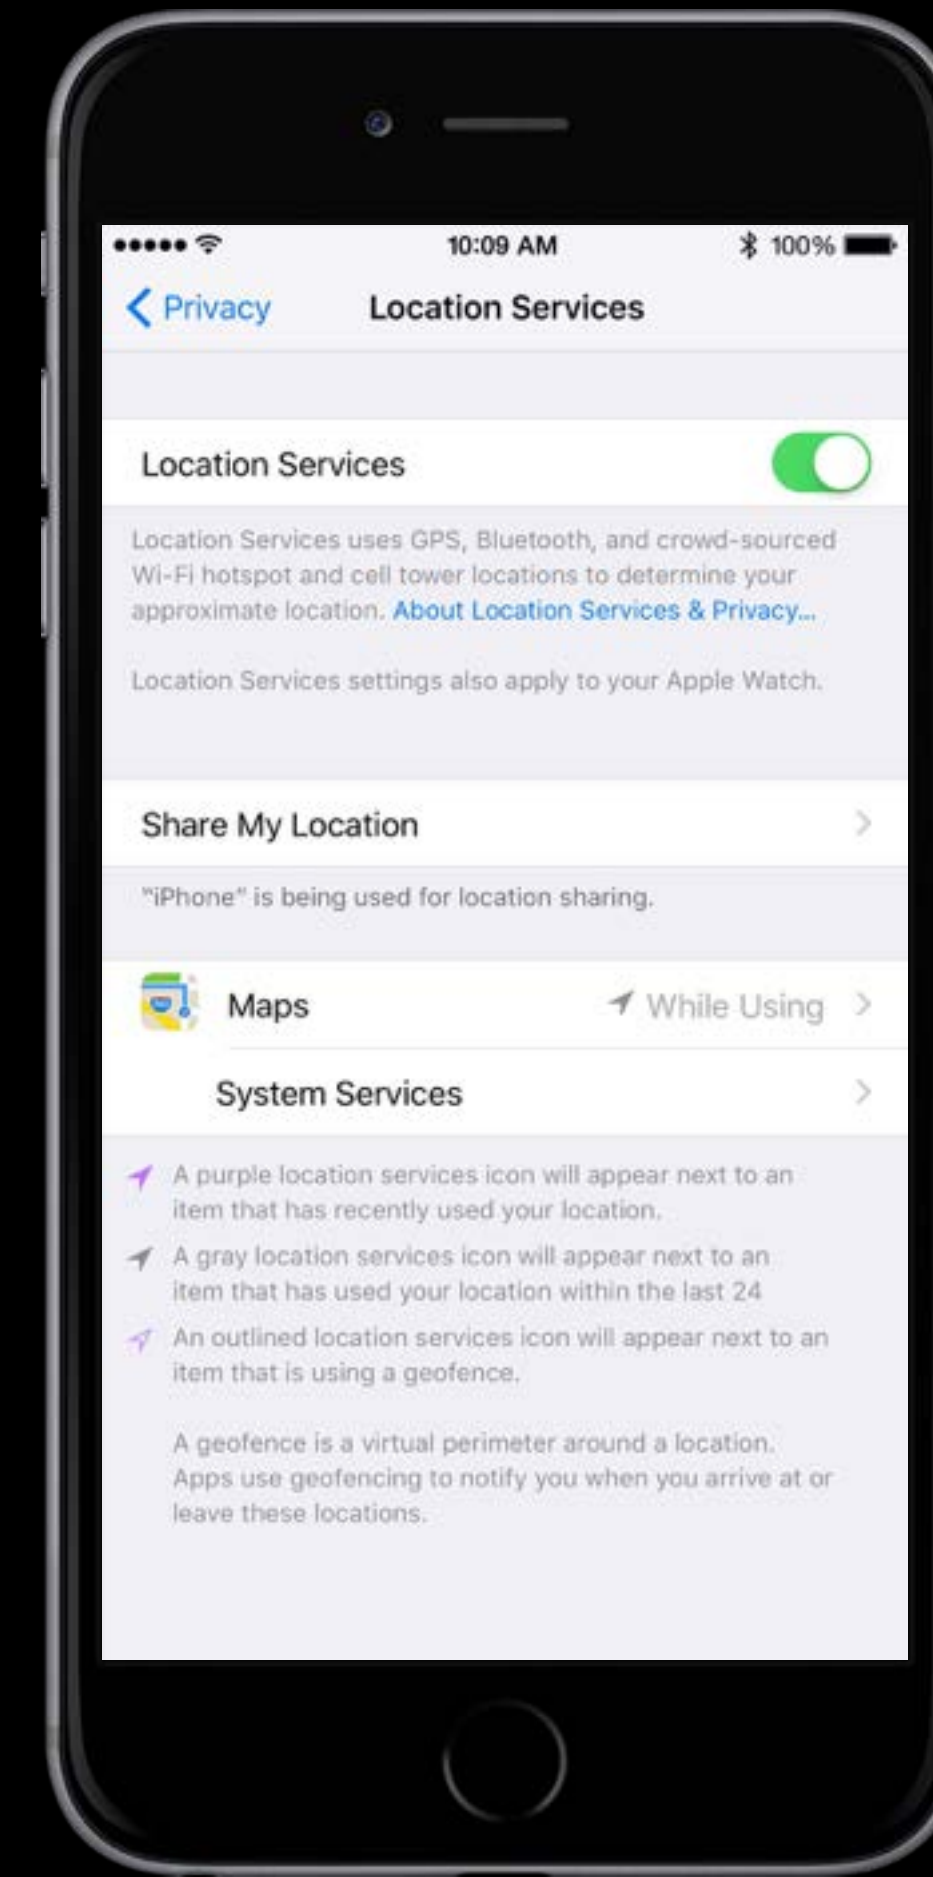 10:09 AM
100%
Privacy
Location Services
Location Services
Location Services uses GPS, Bluetooth, and crowd-sourced
Wi-Fi hotspot and cell tower locations to determine your
approximate location. About Location Services & Privacy...
Location Services settings also apply to your Apple Watch.
Share My Location
"iPhone" is being used for location sharing.
Maps
While Using
System Services
A purple location services icon will appear next to an
item that has recently used your location.
A gray location services icon will appear next to an
item that has used your location within the last 24
An outlined location services icon will appear next to an
item that is using a geofence.
A geofence is a virtual perimeter around a location.
Apps use geofencing to notify you when you arrive at or
leave these locations.